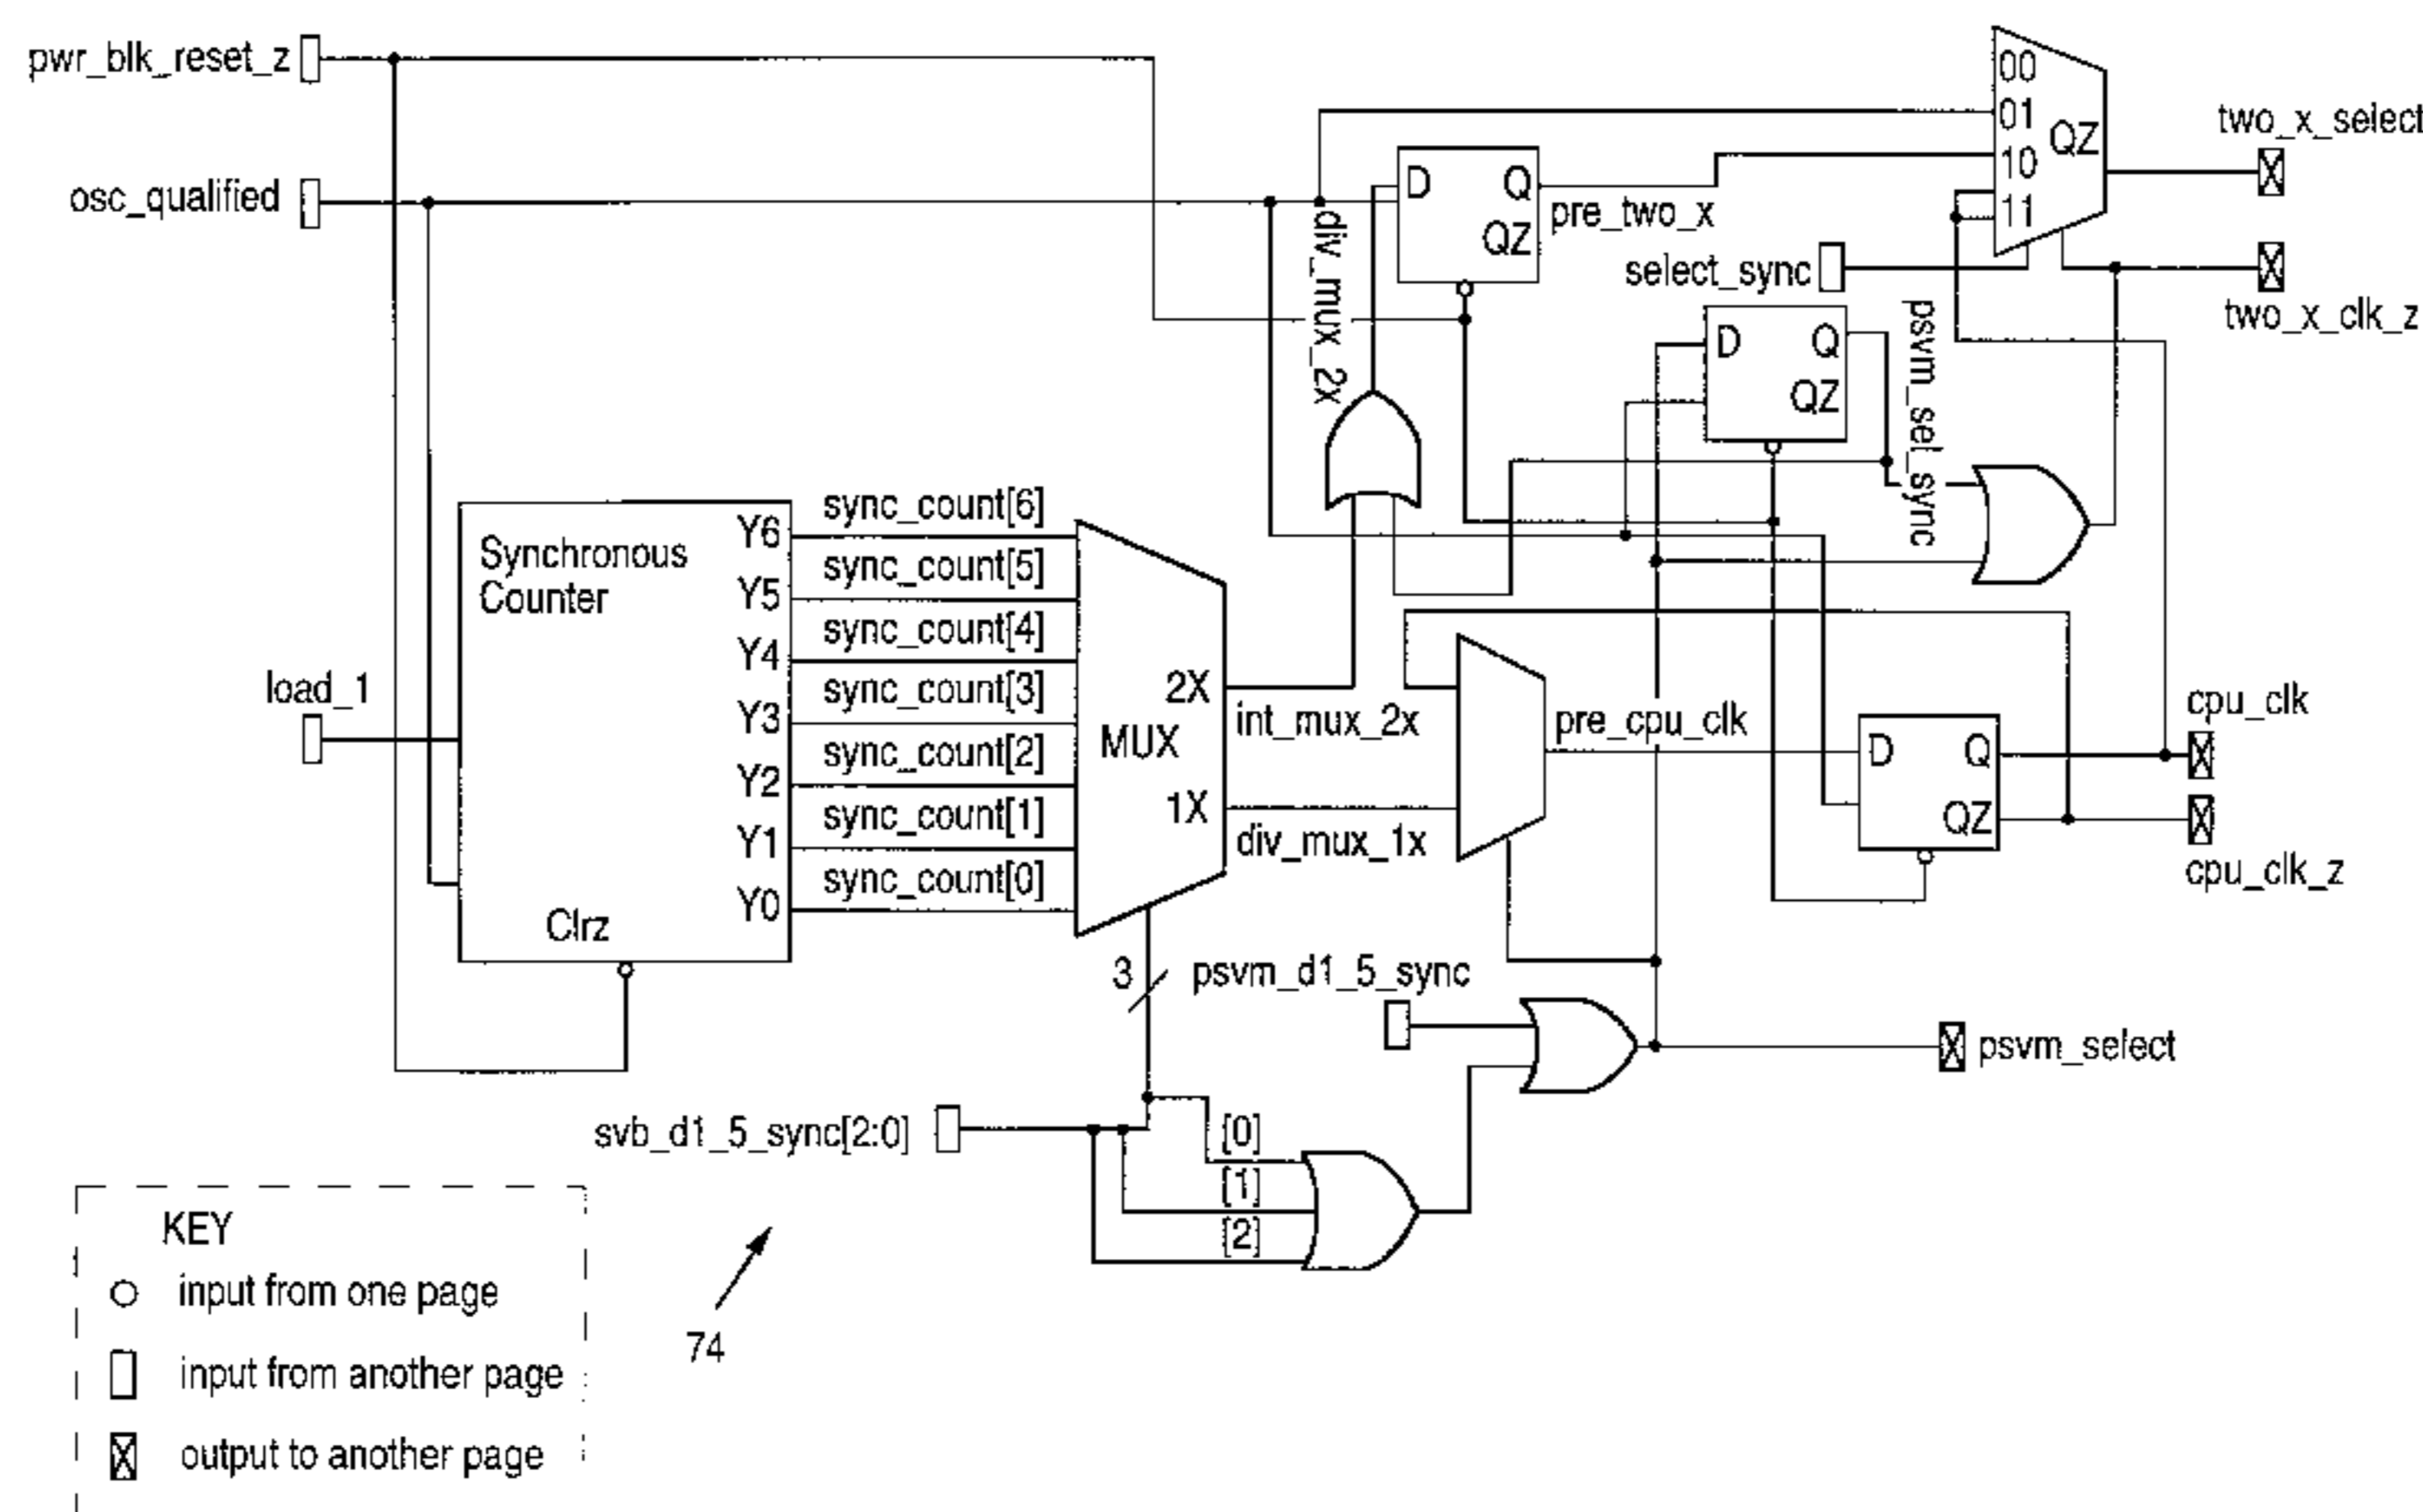 pwr_blk_reset_z
osc_qualified
load_1
Synchronous
Counter
Clrz
Y6
Y5
Y4
Y3
Y2
Y1
Y0
sync_count[6]
sync_count[5]
sync_count[4]
sync_count[3]
sync_count[2]
sync_count[1]
sync_count[0]
MUX
2X
1X
int_mux_2x
div_mux_1x
3
div_mux_2x
D
Q
QZ
pre_two_x
select_sync
00
01
10
11
QZ
two_x_select
two_x_clk_z
D
Q
QZ
psvm_sel_sync
pre_cpu_clk
D
Q
QZ
cpu_clk
cpu_clk_z
psvm_d1_5_sync
psvm_select
svb_d1_5_sync[2:0]
[0]
[1]
[2]
74
KEY
input from one page
input from another page
output to another page